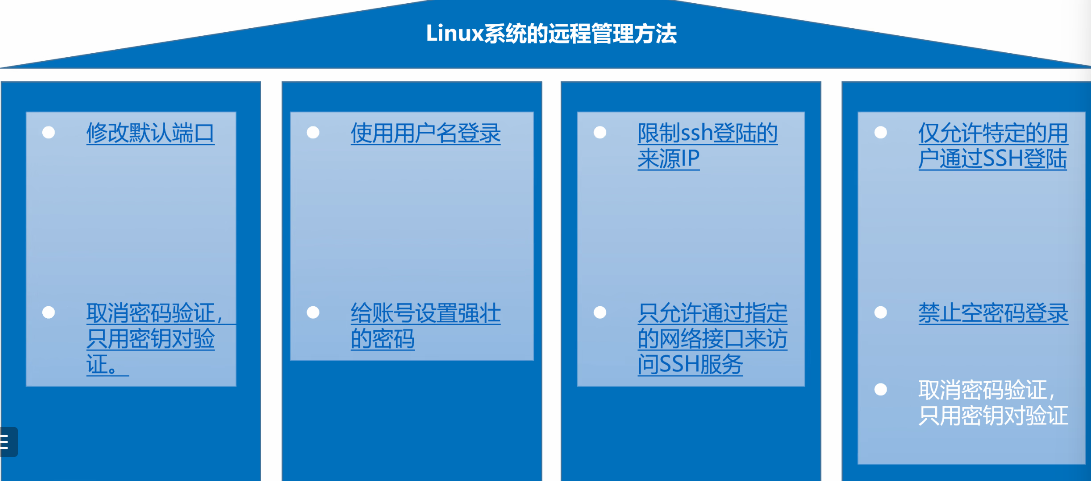 Linux系统的远程管理方法
修改默认端口
取消密码验证，
只用密钥对验
证。
使用用户名登录
给账号设置强壮
的密码
限制ssh登陆的
来源IP
只允许通过指定
的网络接口来访
问SSH服务
仅允许特定的用
户通过SSH登陆
禁止空密码登录
取消密码验证，
只用密钥对验证